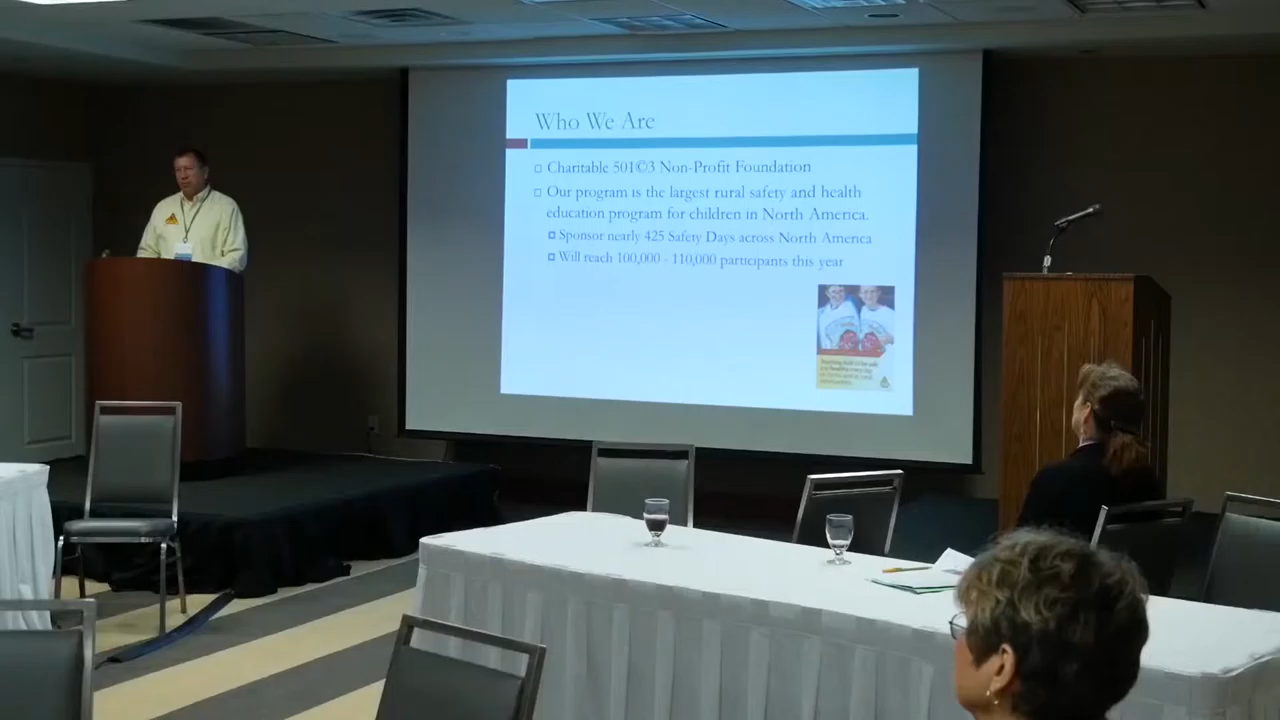 Who We Are
Charitable 501©3 Non-Profit Foundation
Our program is the largest rural safety and health
education program for children in North America.
Sponsor nearly 425 Safety Days across North America
Will reach 100,000 - 110,000 participants this year